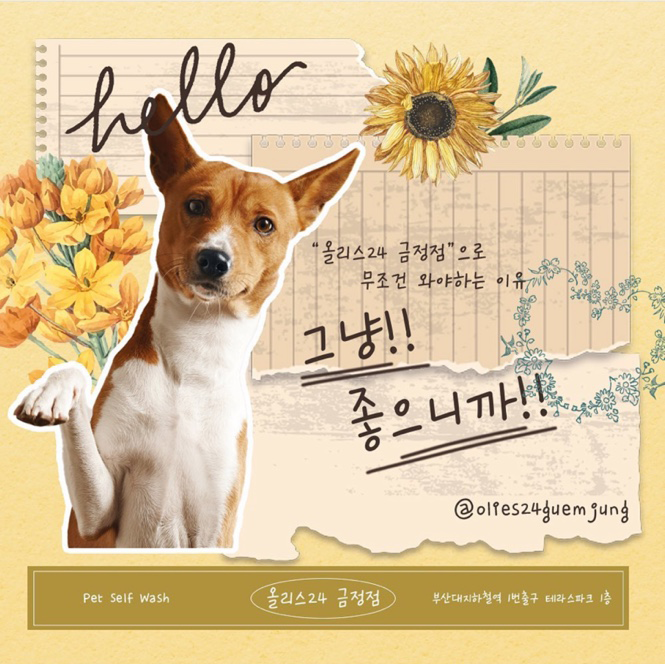 hello
“올리스24 금정점”으로
무조건 와야하는 이유
그냥!!
좋으니까!!
@olies24guemjung
Pet Self Wash
올리스24 금정점
부산대지하철역 1번출구 테라스파크 1층